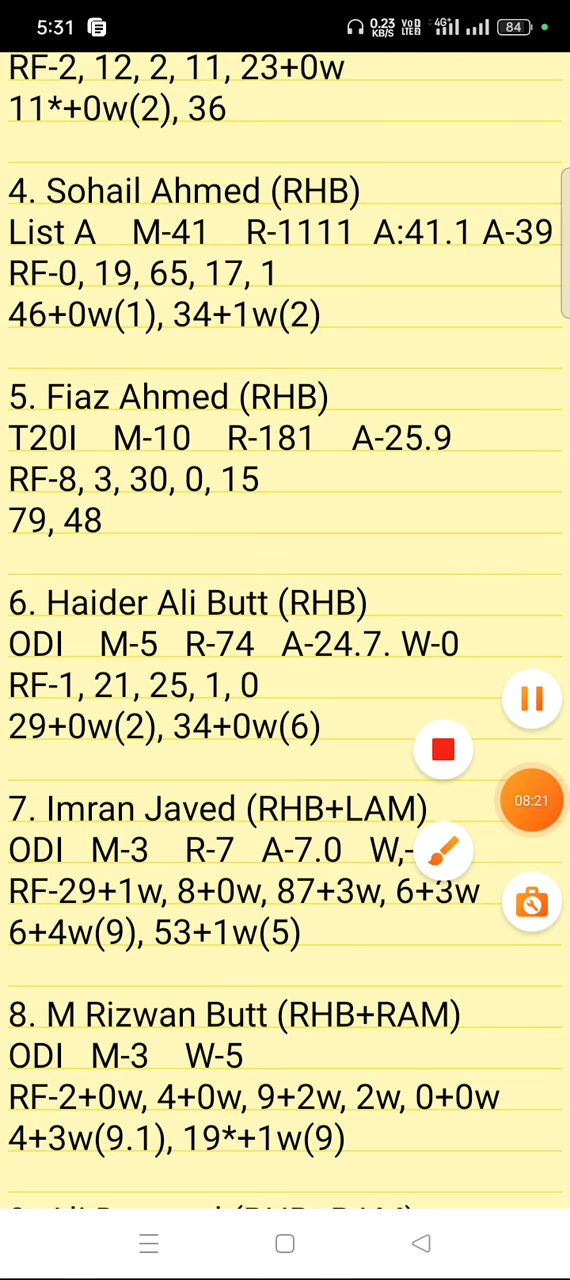 5:31 0.23 KB/S VoD LTE2 4G+ 84
RF-2, 12, 2, 11, 23+0w
11*+0w(2), 36
4. Sohail Ahmed (RHB)
List A M-41 R-1111 A:41.1 A-39
RF-0, 19, 65, 17, 1
46+0w(1), 34+1w(2)
5. Fiaz Ahmed (RHB)
T20I M-10 R-181 A-25.9
RF-8, 3, 30, 0, 15
79, 48
6. Haider Ali Butt (RHB)
ODI M-5 R-74 A-24.7. W-0
RF-1, 21, 25, 1, 0
29+0w(2), 34+0w(6)
7. Imran Javed (RHB+LAM)
08:21
ODI M-3 R-7 A-7.0 W,-
RF-29+1w, 8+0w, 87+3w, 6+3w
6+4w(9), 53+1w(5)
8. M Rizwan Butt (RHB+RAM)
ODI M-3 W-5
RF-2+0w, 4+0w, 9+2w, 2w, 0+0w
4+3w(9.1), 19*+1w(9)